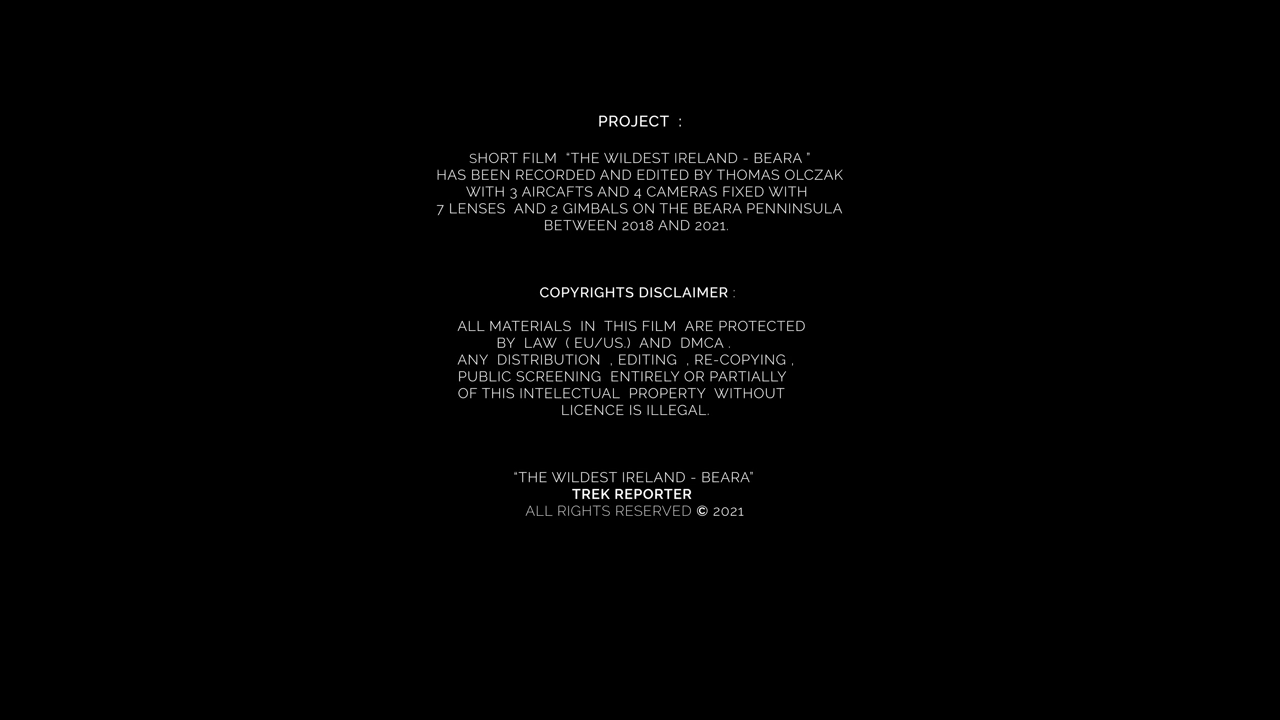 PROJECT :
SHORT FILM “THE WILDEST IRELAND - BEARA ”
HAS BEEN RECORDED AND EDITED BY THOMAS OLCZAK
WITH 3 AIRCAFTS AND 4 CAMERAS FIXED WITH
7 LENSES AND 2 GIMBALS ON THE BEARA PENNINSULA
BETWEEN 2018 AND 2021.
COPYRIGHTS DISCLAIMER :
ALL MATERIALS IN THIS FILM ARE PROTECTED
BY LAW ( EU/US.) AND DMCA .
ANY DISTRIBUTION , EDITING , RE-COPYING ,
PUBLIC SCREENING ENTIRELY OR PARTIALLY
OF THIS INTELECTUAL PROPERTY WITHOUT
LICENCE IS ILLEGAL.
“THE WILDEST IRELAND - BEARA”
TREK REPORTER
ALL RIGHTS RESERVED © 2021